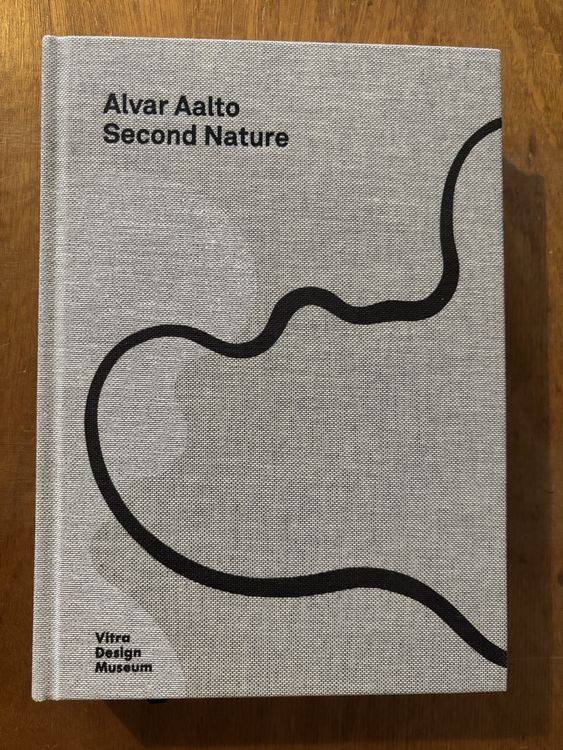 Alvar Aalto
Second Nature
Vitra
Design
Museum